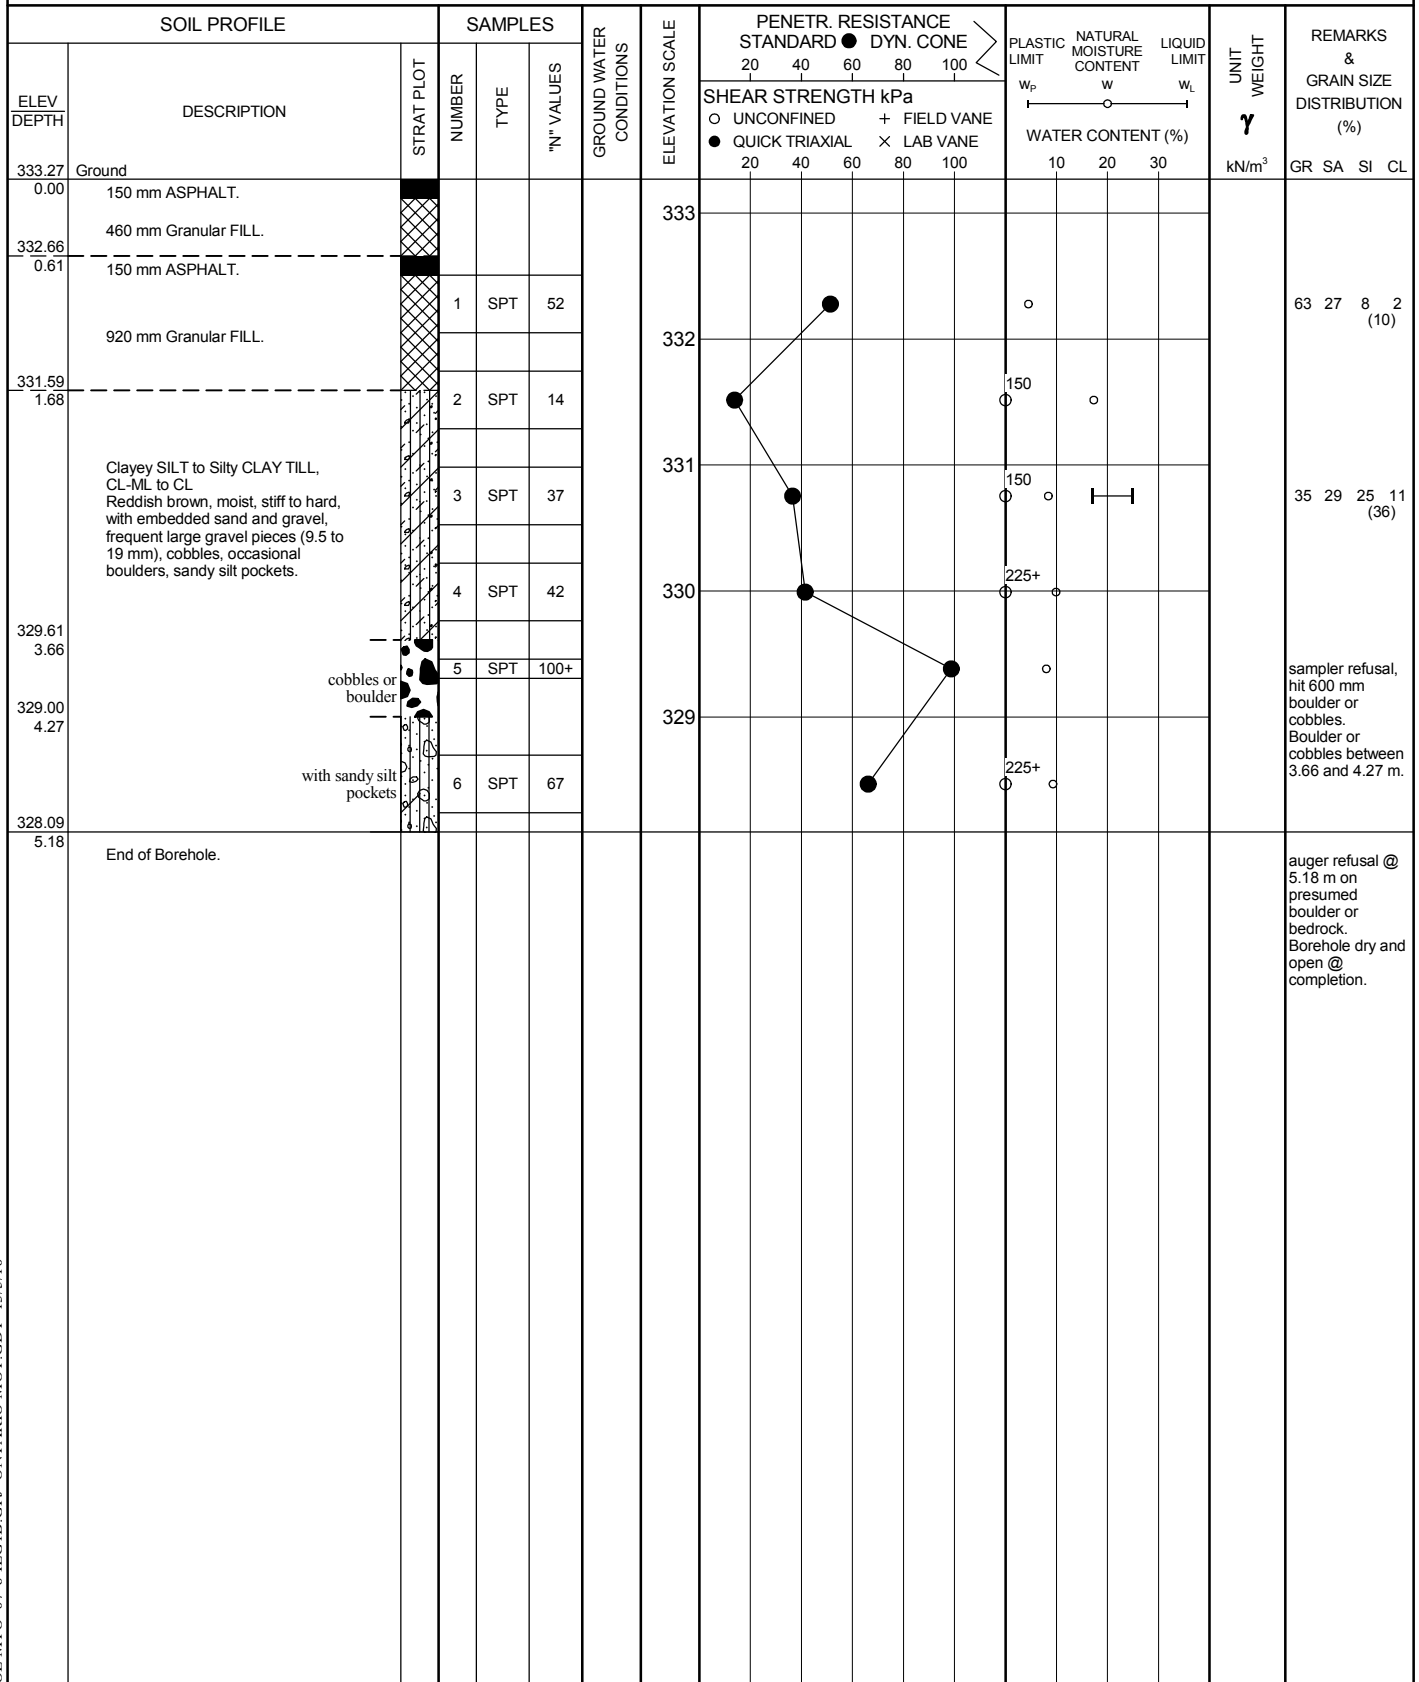 SOIL PROFILE
SAMPLES
GROUND WATER
CONDITIONS
ELEVATION SCALE
PENETR. RESISTANCE
STANDARD ● DYN. CONE
20 40 60 80 100
SHEAR STRENGTH kPa
○ UNCONFINED + FIELD VANE
● QUICK TRIAXIAL × LAB VANE
20 40 60 80 100
PLASTIC
LIMIT
NATURAL
MOISTURE
CONTENT
LIQUID
LIMIT
WP W WL
WATER CONTENT (%)
10 20 30
UNIT
WEIGHT
γ
kN/m³
REMARKS
&
GRAIN SIZE
DISTRIBUTION
(%)
GR SA SI CL
ELEV
DEPTH
DESCRIPTION
STRAT PLOT
NUMBER
TYPE
"N" VALUES
333.27 Ground
0.00
150 mm ASPHALT.
333
460 mm Granular FILL.
332.66
0.61
150 mm ASPHALT.
1 SPT 52
63 27 8 2
(10)
920 mm Granular FILL.
332
331.59
1.68
2 SPT 14
150
331
Clayey SILT to Silty CLAY TILL,
CL-ML to CL
Reddish brown, moist, stiff to hard,
with embedded sand and gravel,
frequent large gravel pieces (9.5 to
19 mm), cobbles, occasional
boulders, sandy silt pockets.
3 SPT 37
150
35 29 25 11
(36)
330
4 SPT 42
225+
329.61
3.66
cobbles or
boulder
5 SPT 100+
sampler refusal,
hit 600 mm
boulder or
cobbles.
Boulder or
cobbles between
3.66 and 4.27 m.
329.00
4.27
329
with sandy silt
pockets
6 SPT 67
225+
328.09
5.18
End of Borehole.
auger refusal @
5.18 m on
presumed
boulder or
bedrock.
Borehole dry and
open @
completion.